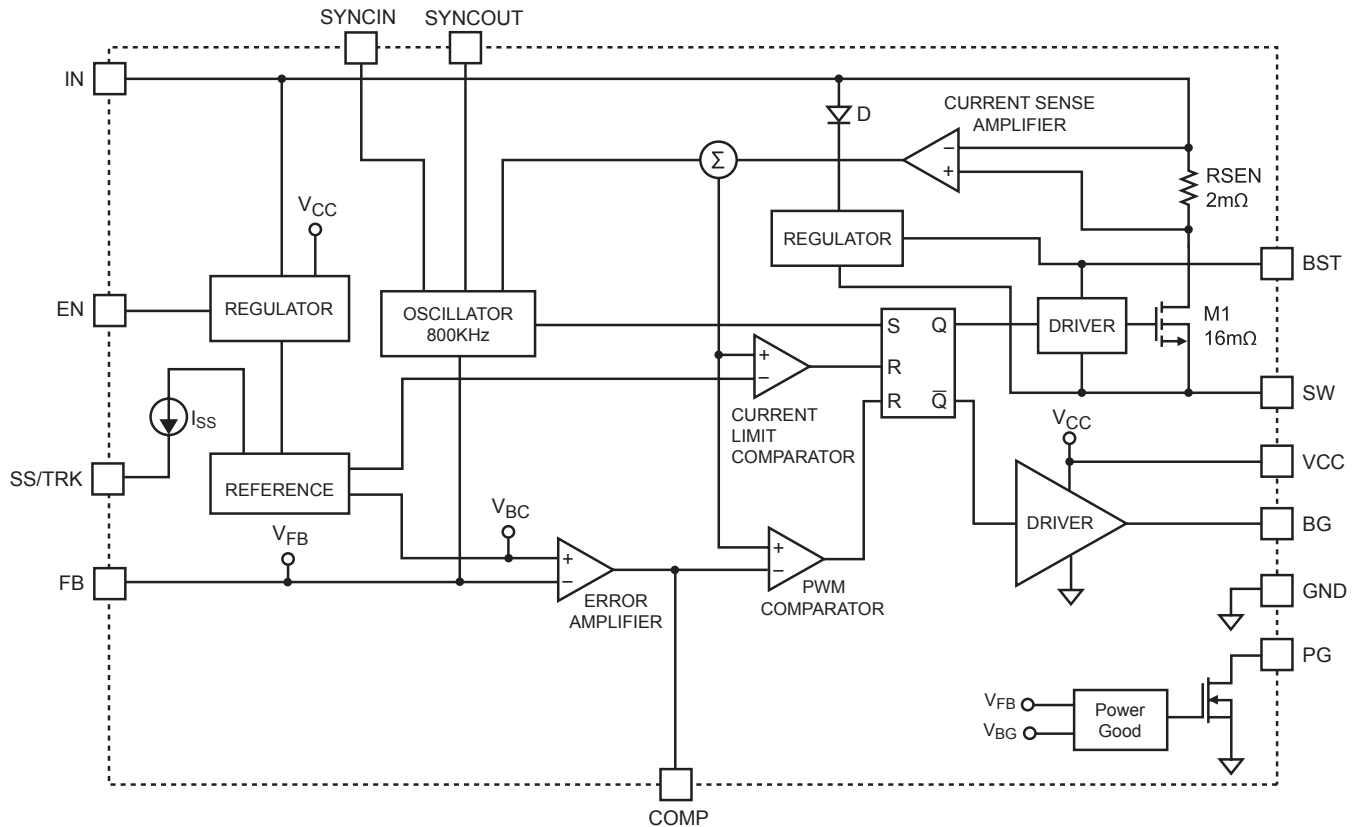 SYNCIN
SYNCOUT
IN
D
CURRENT SENSE
AMPLIFIER
Σ
−
+
RSEN
2mΩ
VCC
REGULATOR
BST
EN
REGULATOR
OSCILLATOR
800KHz
S Q
DRIVER
M1
16mΩ
+
−
R
ISS
R Q̅
SW
CURRENT
LIMIT
COMPARATOR
VCC
VCC
SS/TRK
REFERENCE
VBC
DRIVER
BG
VFB
FB
+
−
+
−
ERROR
AMPLIFIER
PWM
COMPARATOR
GND
PG
VFB
VBG
Power
Good
COMP